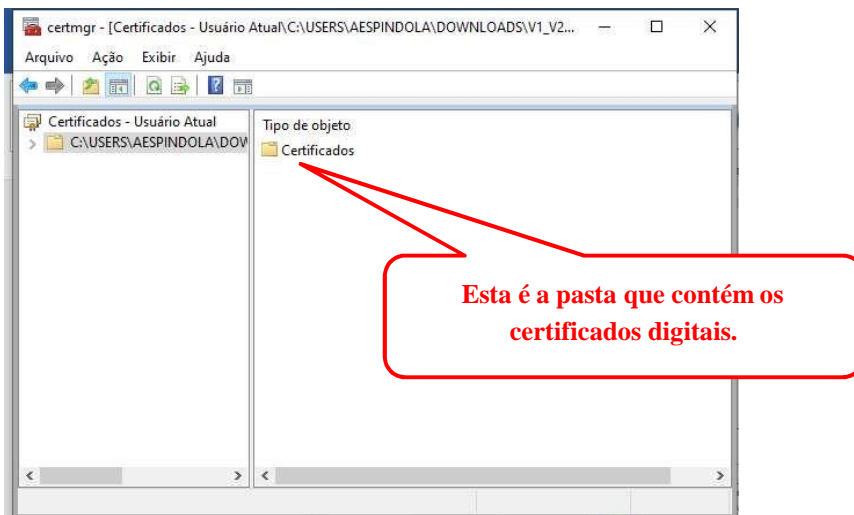 certmgr - [Certificados - Usuário Atual\C:\USERS\AESPINDOLA\DOWNLOADS\V1_V2...
Arquivo Ação Exibir Ajuda
Certificados - Usuário Atual
C:\USERS\AESPINDOLA\DOW
Tipo de objeto
Certificados
Esta é a pasta que contém os
certificados digitais.